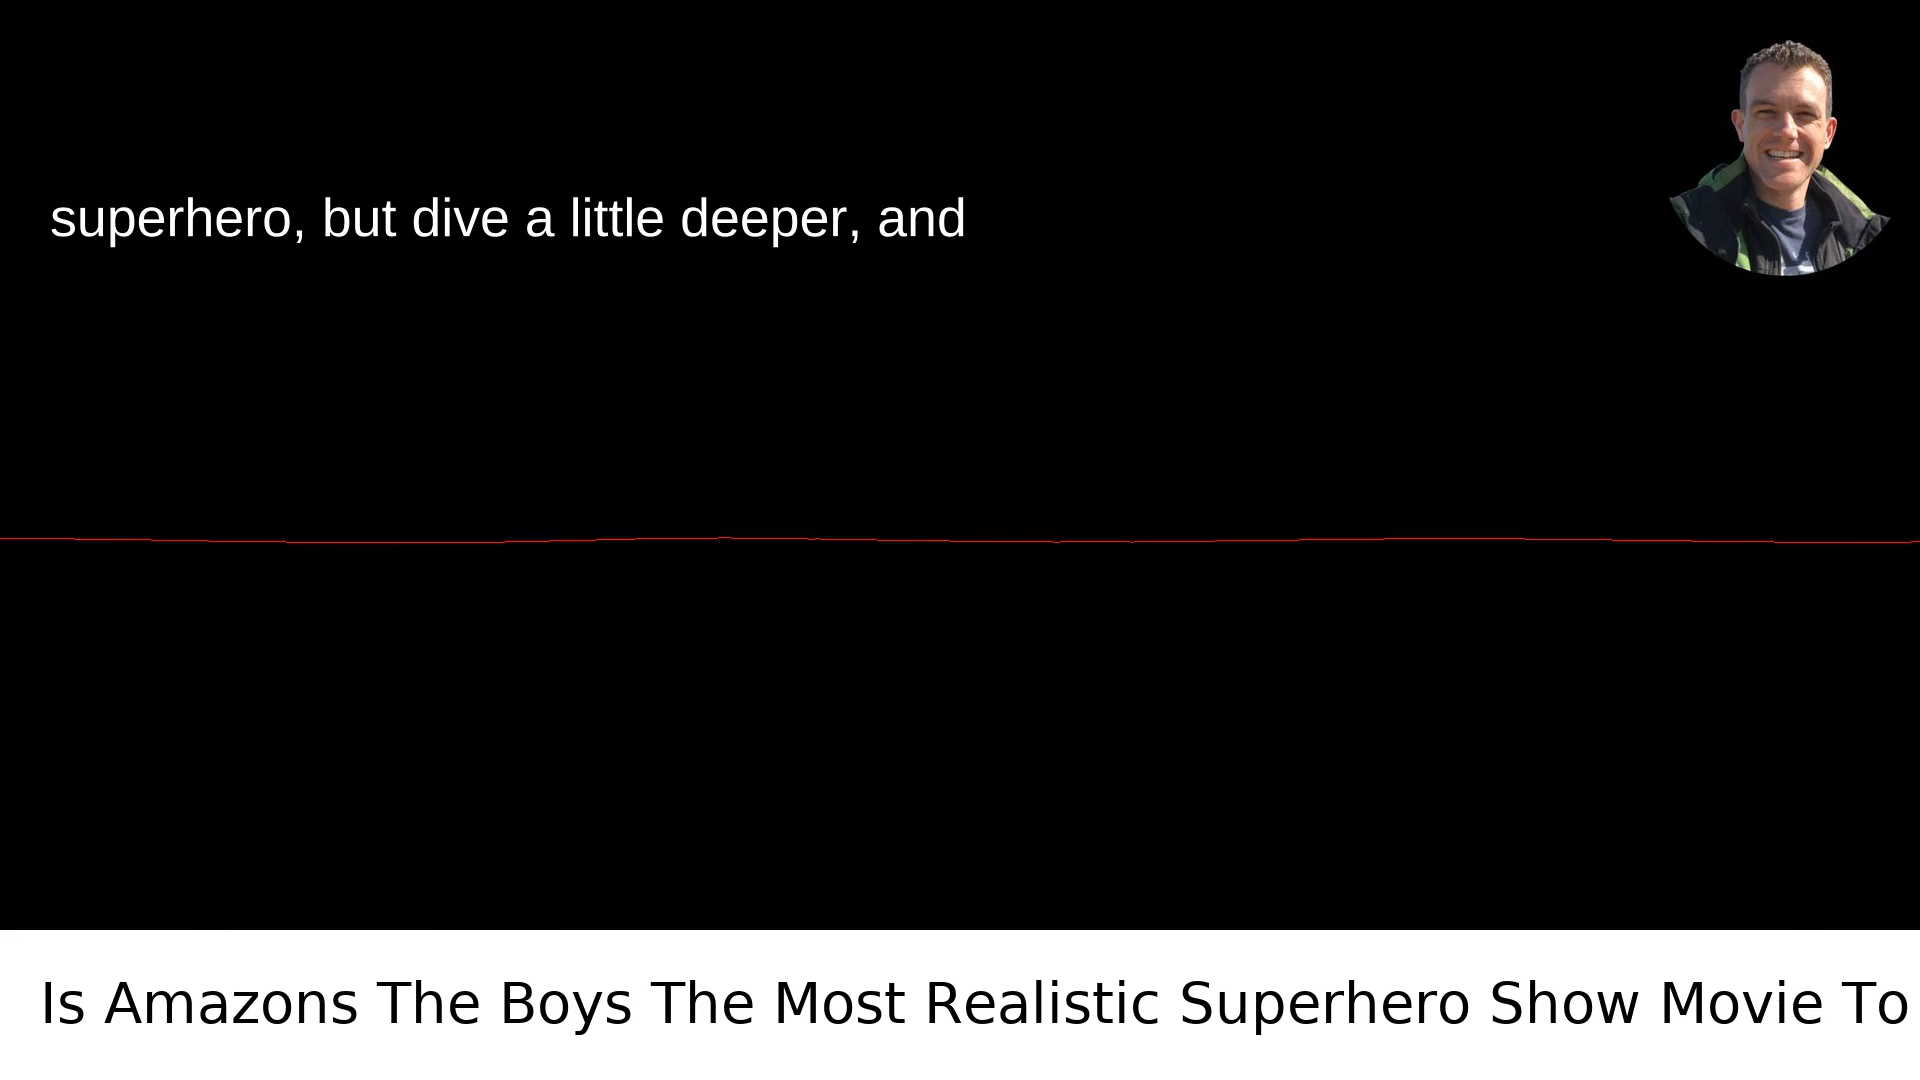 superhero, but dive a little deeper, and
Is Amazons The Boys The Most Realistic Superhero Show Movie To